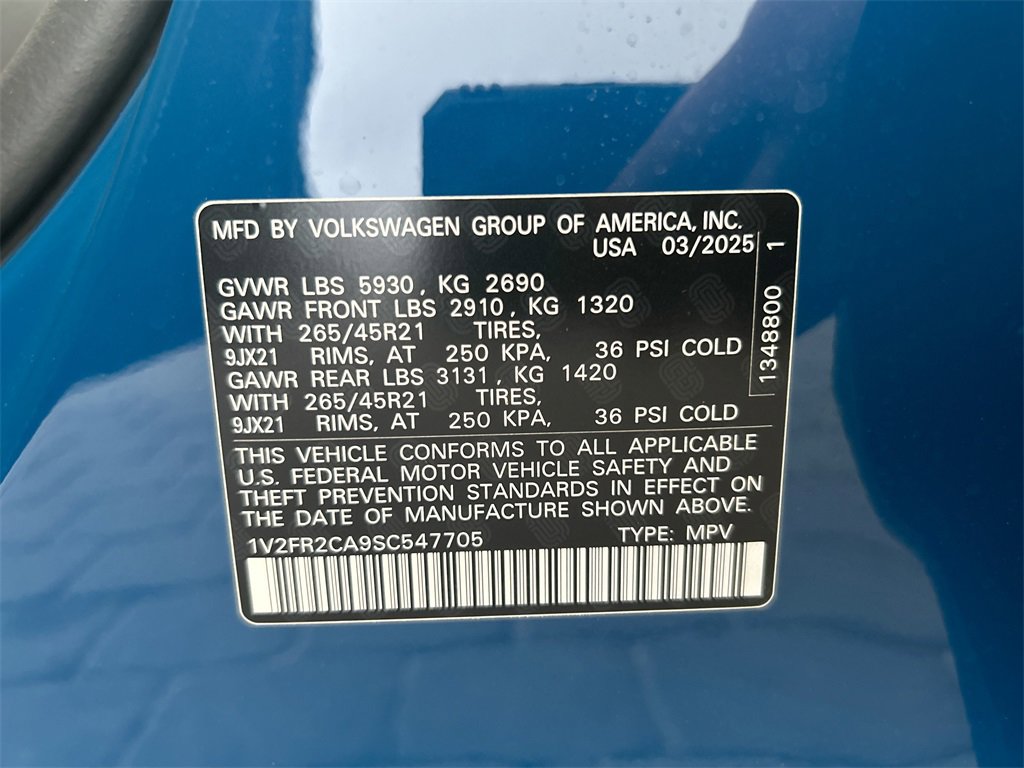 MFD BY VOLKSWAGEN GROUP OF AMERICA, INC.
USA 03/2025
GVWR LBS 5930, KG 2690
GAWR FRONT LBS 2910, KG 1320
WITH 265/45R21 TIRES,
9JX21 RIMS, AT 250 KPA, 36 PSI COLD
GAWR REAR LBS 3131, KG 1420
WITH 265/45R21 TIRES,
9JX21 RIMS, AT 250 KPA, 36 PSI COLD
THIS VEHICLE CONFORMS TO ALL APPLICABLE
U.S. FEDERAL MOTOR VEHICLE SAFETY AND
THEFT PREVENTION STANDARDS IN EFFECT ON
THE DATE OF MANUFACTURE SHOWN ABOVE.
1V2FR2CA9SC547705 TYPE: MPV
1348800 1